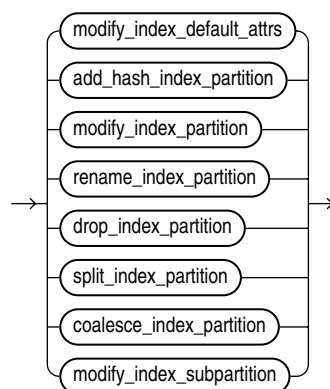 modify_index_default_attrs
add_hash_index_partition
modify_index_partition
rename_index_partition
drop_index_partition
split_index_partition
coalesce_index_partition
modify_index_subpartition